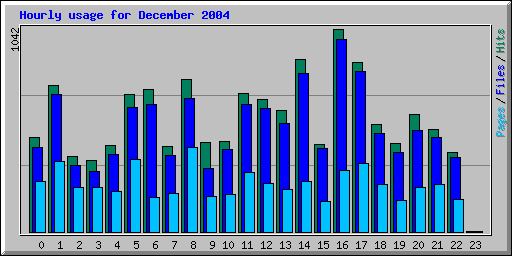 Hourly usage for December 2004
1042
Pages/Files/Hits
0 1 2 3 4 5 6 7 8 9 10 11 12 13 14 15 16 17 18 19 20 21 22 23